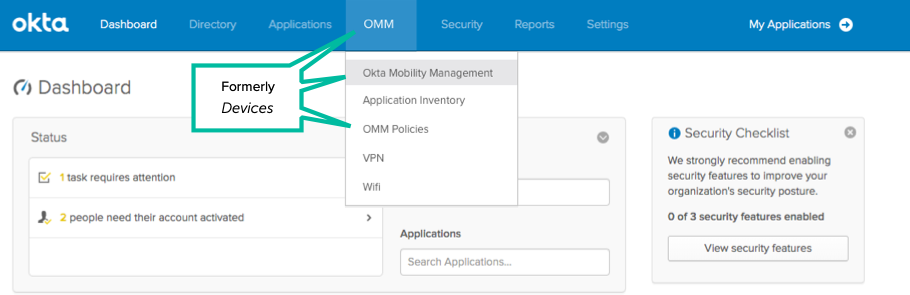 okta Dashboard Directory Applications OMM Security Reports Settings My Applications
Formerly
Devices
Okta Mobility Management
Application Inventory
OMM Policies
VPN
Wifi
Dashboard
Status
1 task requires attention
2 people need their account activated
Applications
Search Applications...
Security Checklist
We strongly recommend enabling
security features to improve your
organization's security posture.
0 of 3 security features enabled
View security features